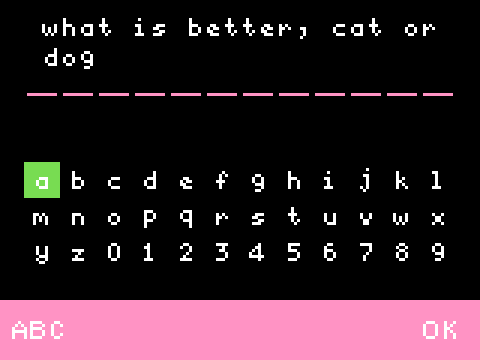 what is better, cat or
dog
a b c d e f g h i j k l
m n o p q r s t u v w x
y z 0 1 2 3 4 5 6 7 8 9
ABC OK